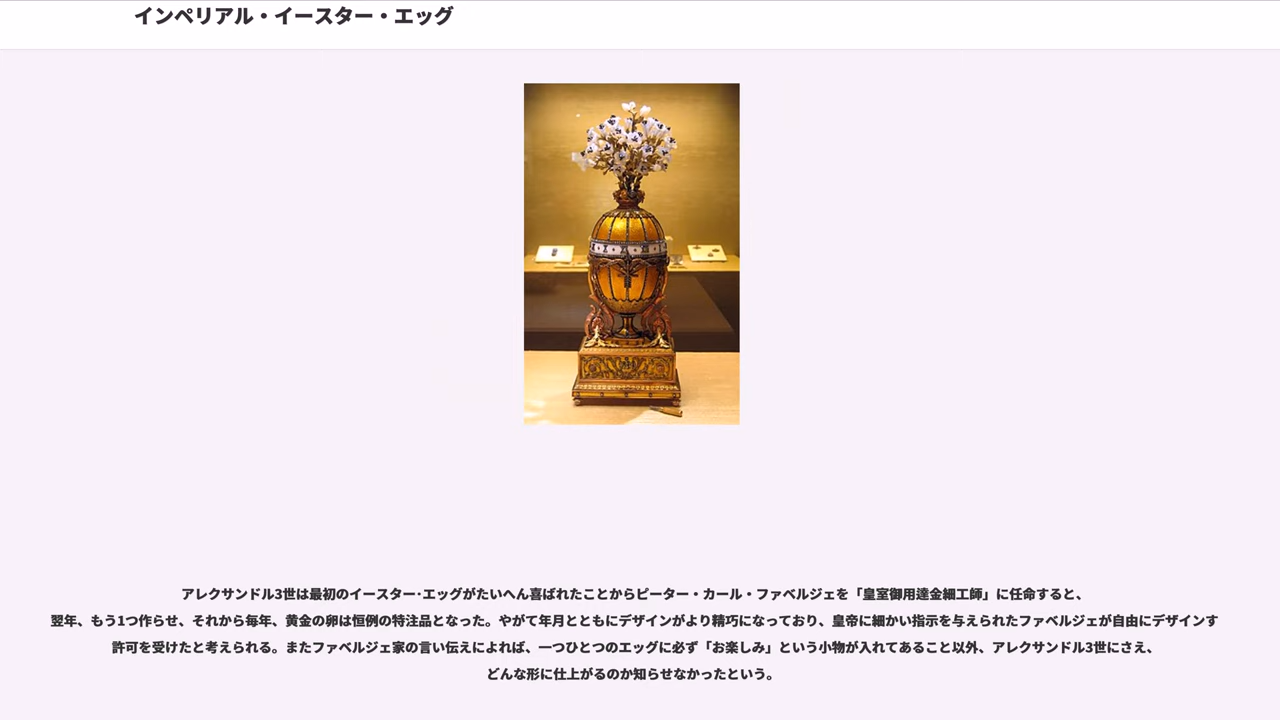 インペリアル・イースター・エッグ
アレクサンドル3世は最初のイースター·エッグがたいへん喜ばれたことからピーター・カール・ファベルジェを「皇室御用達金細工師」に任命すると、
翌年、もう1つ作らせ、それから毎年、黄金の卵は恒例の特注品となった。やがて年月とともにデザインがより精巧になっており、皇帝に細かい指示を与えられたファベルジェが自由にデザインす
許可を受けたと考えられる。またファベルジェ家の言い伝えによれば、一つひとつのエッグに必ず「お楽しみ」という小物が入れてあること以外、アレクサンドル3世にさえ、
どんな形に仕上がるのか知らせなかったという。